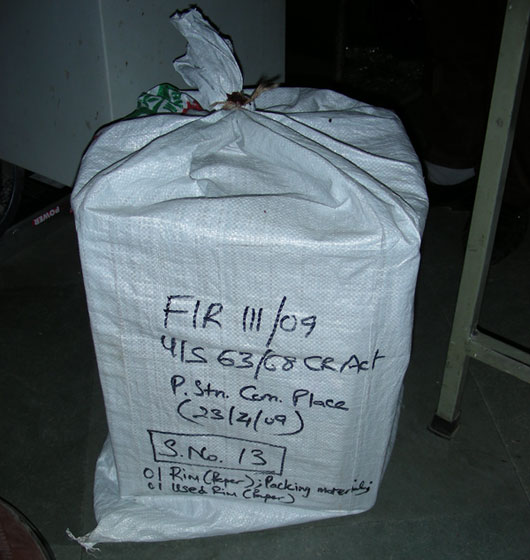 FIR 111/09
U/S 63/68 CR Act
P. Stn. Con. Place
(23/4/09)
S. No. 13
01 Rim (Paper); Packing material;
01 Used Rim (Paper)
POWER